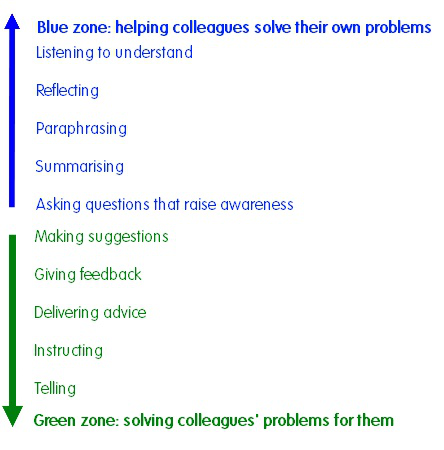 Blue zone: helping colleagues solve their own problems
Listening to understand
Reflecting
Paraphrasing
Summarising
Asking questions that raise awareness
Making suggestions
Giving feedback
Delivering advice
Instructing
Telling
Green zone: solving colleagues' problems for them